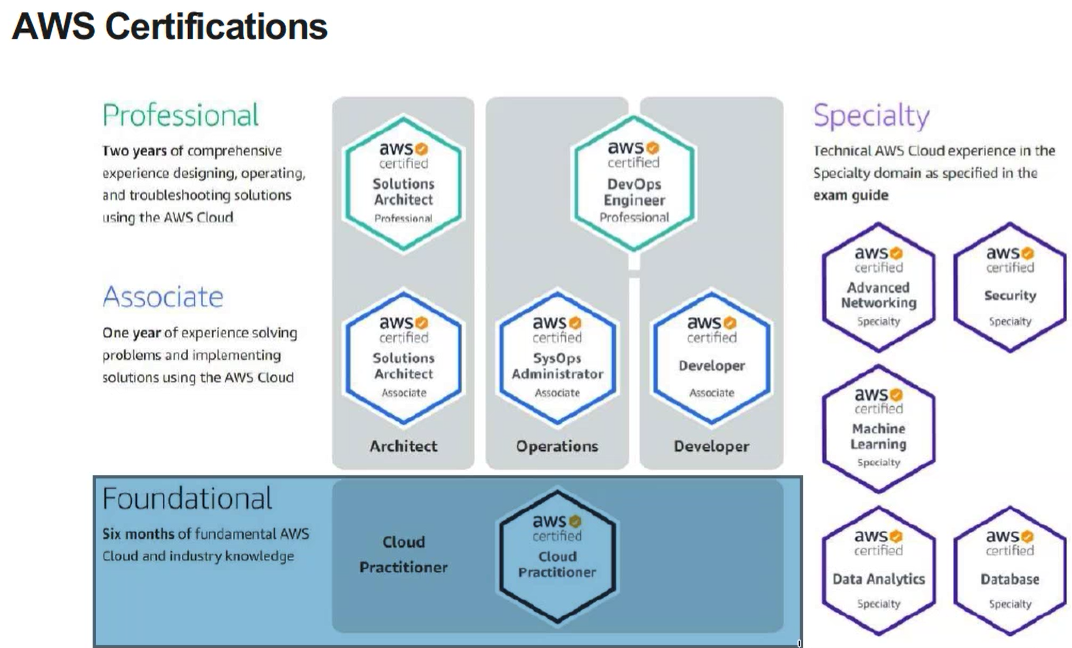 AWS Certifications
Professional
Two years of comprehensive
experience designing, operating,
and troubleshooting solutions
using the AWS Cloud
aws
certified
Solutions
Architect
Professional
aws
certified
DevOps
Engineer
Professional
Associate
One year of experience solving
problems and implementing
solutions using the AWS Cloud
aws
certified
Solutions
Architect
Associate
aws
certified
SysOps
Administrator
Associate
aws
certified
Developer
Associate
Architect
Operations
Developer
Foundational
Six months of fundamental AWS
Cloud and industry knowledge
Cloud
Practitioner
aws
certified
Cloud
Practitioner
Specialty
Technical AWS Cloud experience in the
Specialty domain as specified in the
exam guide
aws
certified
Advanced
Networking
Specialty
aws
certified
Security
Specialty
aws
certified
Machine
Learning
Specialty
aws
certified
Data Analytics
Specialty
aws
certified
Database
Specialty